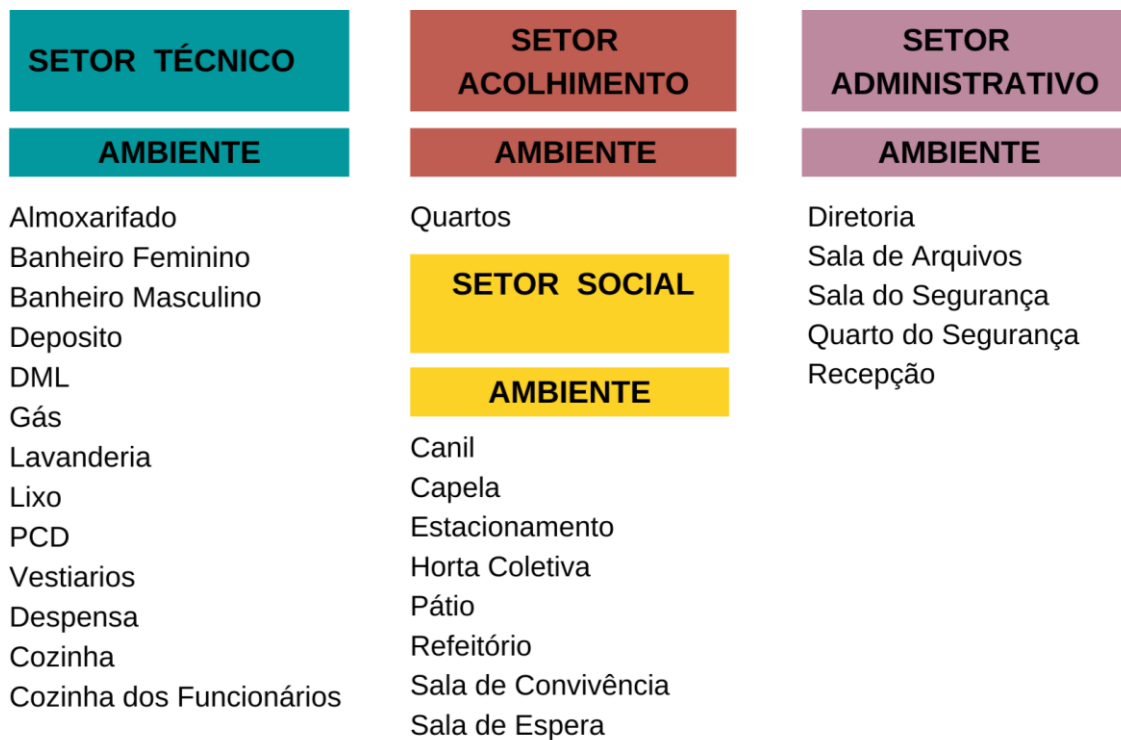 SETOR TÉCNICO
AMBIENTE
Almoxarifado
Banheiro Feminino
Banheiro Masculino
Deposito
DML
Gás
Lavanderia
Lixo
PCD
Vestiarios
Despensa
Cozinha
Cozinha dos Funcionários
SETOR
ACOLHIMENTO
AMBIENTE
Quartos
SETOR SOCIAL
AMBIENTE
Canil
Capela
Estacionamento
Horta Coletiva
Pátio
Refeitório
Sala de Convivência
Sala de Espera
SETOR
ADMINISTRATIVO
AMBIENTE
Diretoria
Sala de Arquivos
Sala do Segurança
Quarto do Segurança
Recepção